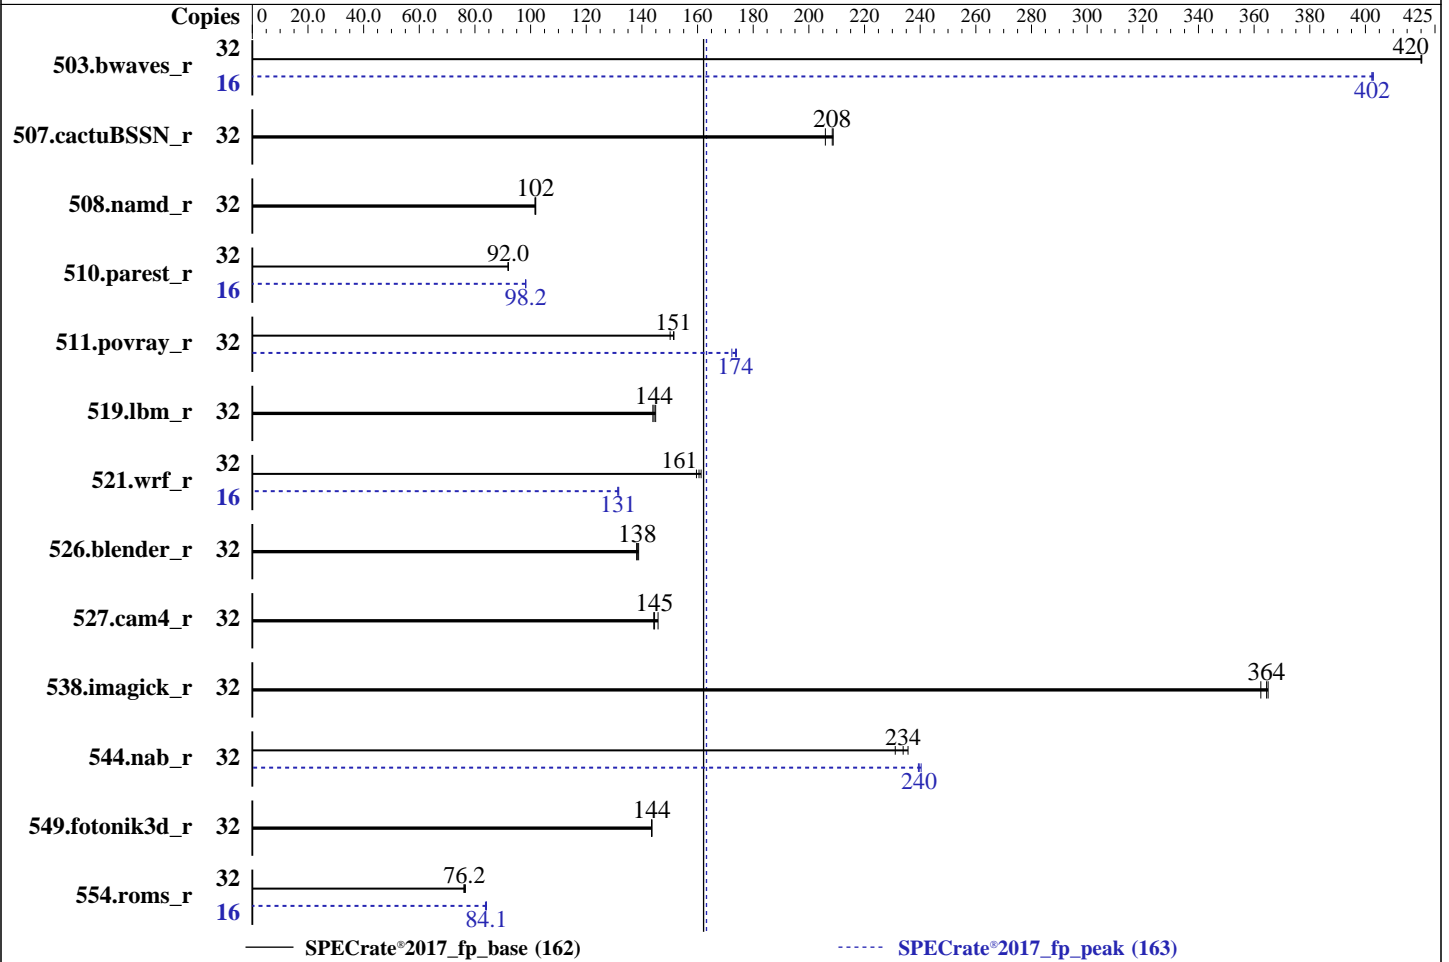 Copies 0 20.0 40.0 60.0 80.0 100 120 140 160 180 200 220 240 260 280 300 320 340 360 380 400 425
503.bwaves_r 32 420
16 402
507.cactuBSSN_r 32 208
508.namd_r 32 102
510.parest_r 32 92.0
16 98.2
511.povray_r 32 151
174
519.lbm_r 32 144
521.wrf_r 32 161
16 131
526.blender_r 32 138
527.cam4_r 32 145
538.imagick_r 32 364
544.nab_r 32 234
240
549.fotonik3d_r 32 144
554.roms_r 32 76.2
16 84.1
SPECrate®2017_fp_base (162) SPECrate®2017_fp_peak (163)